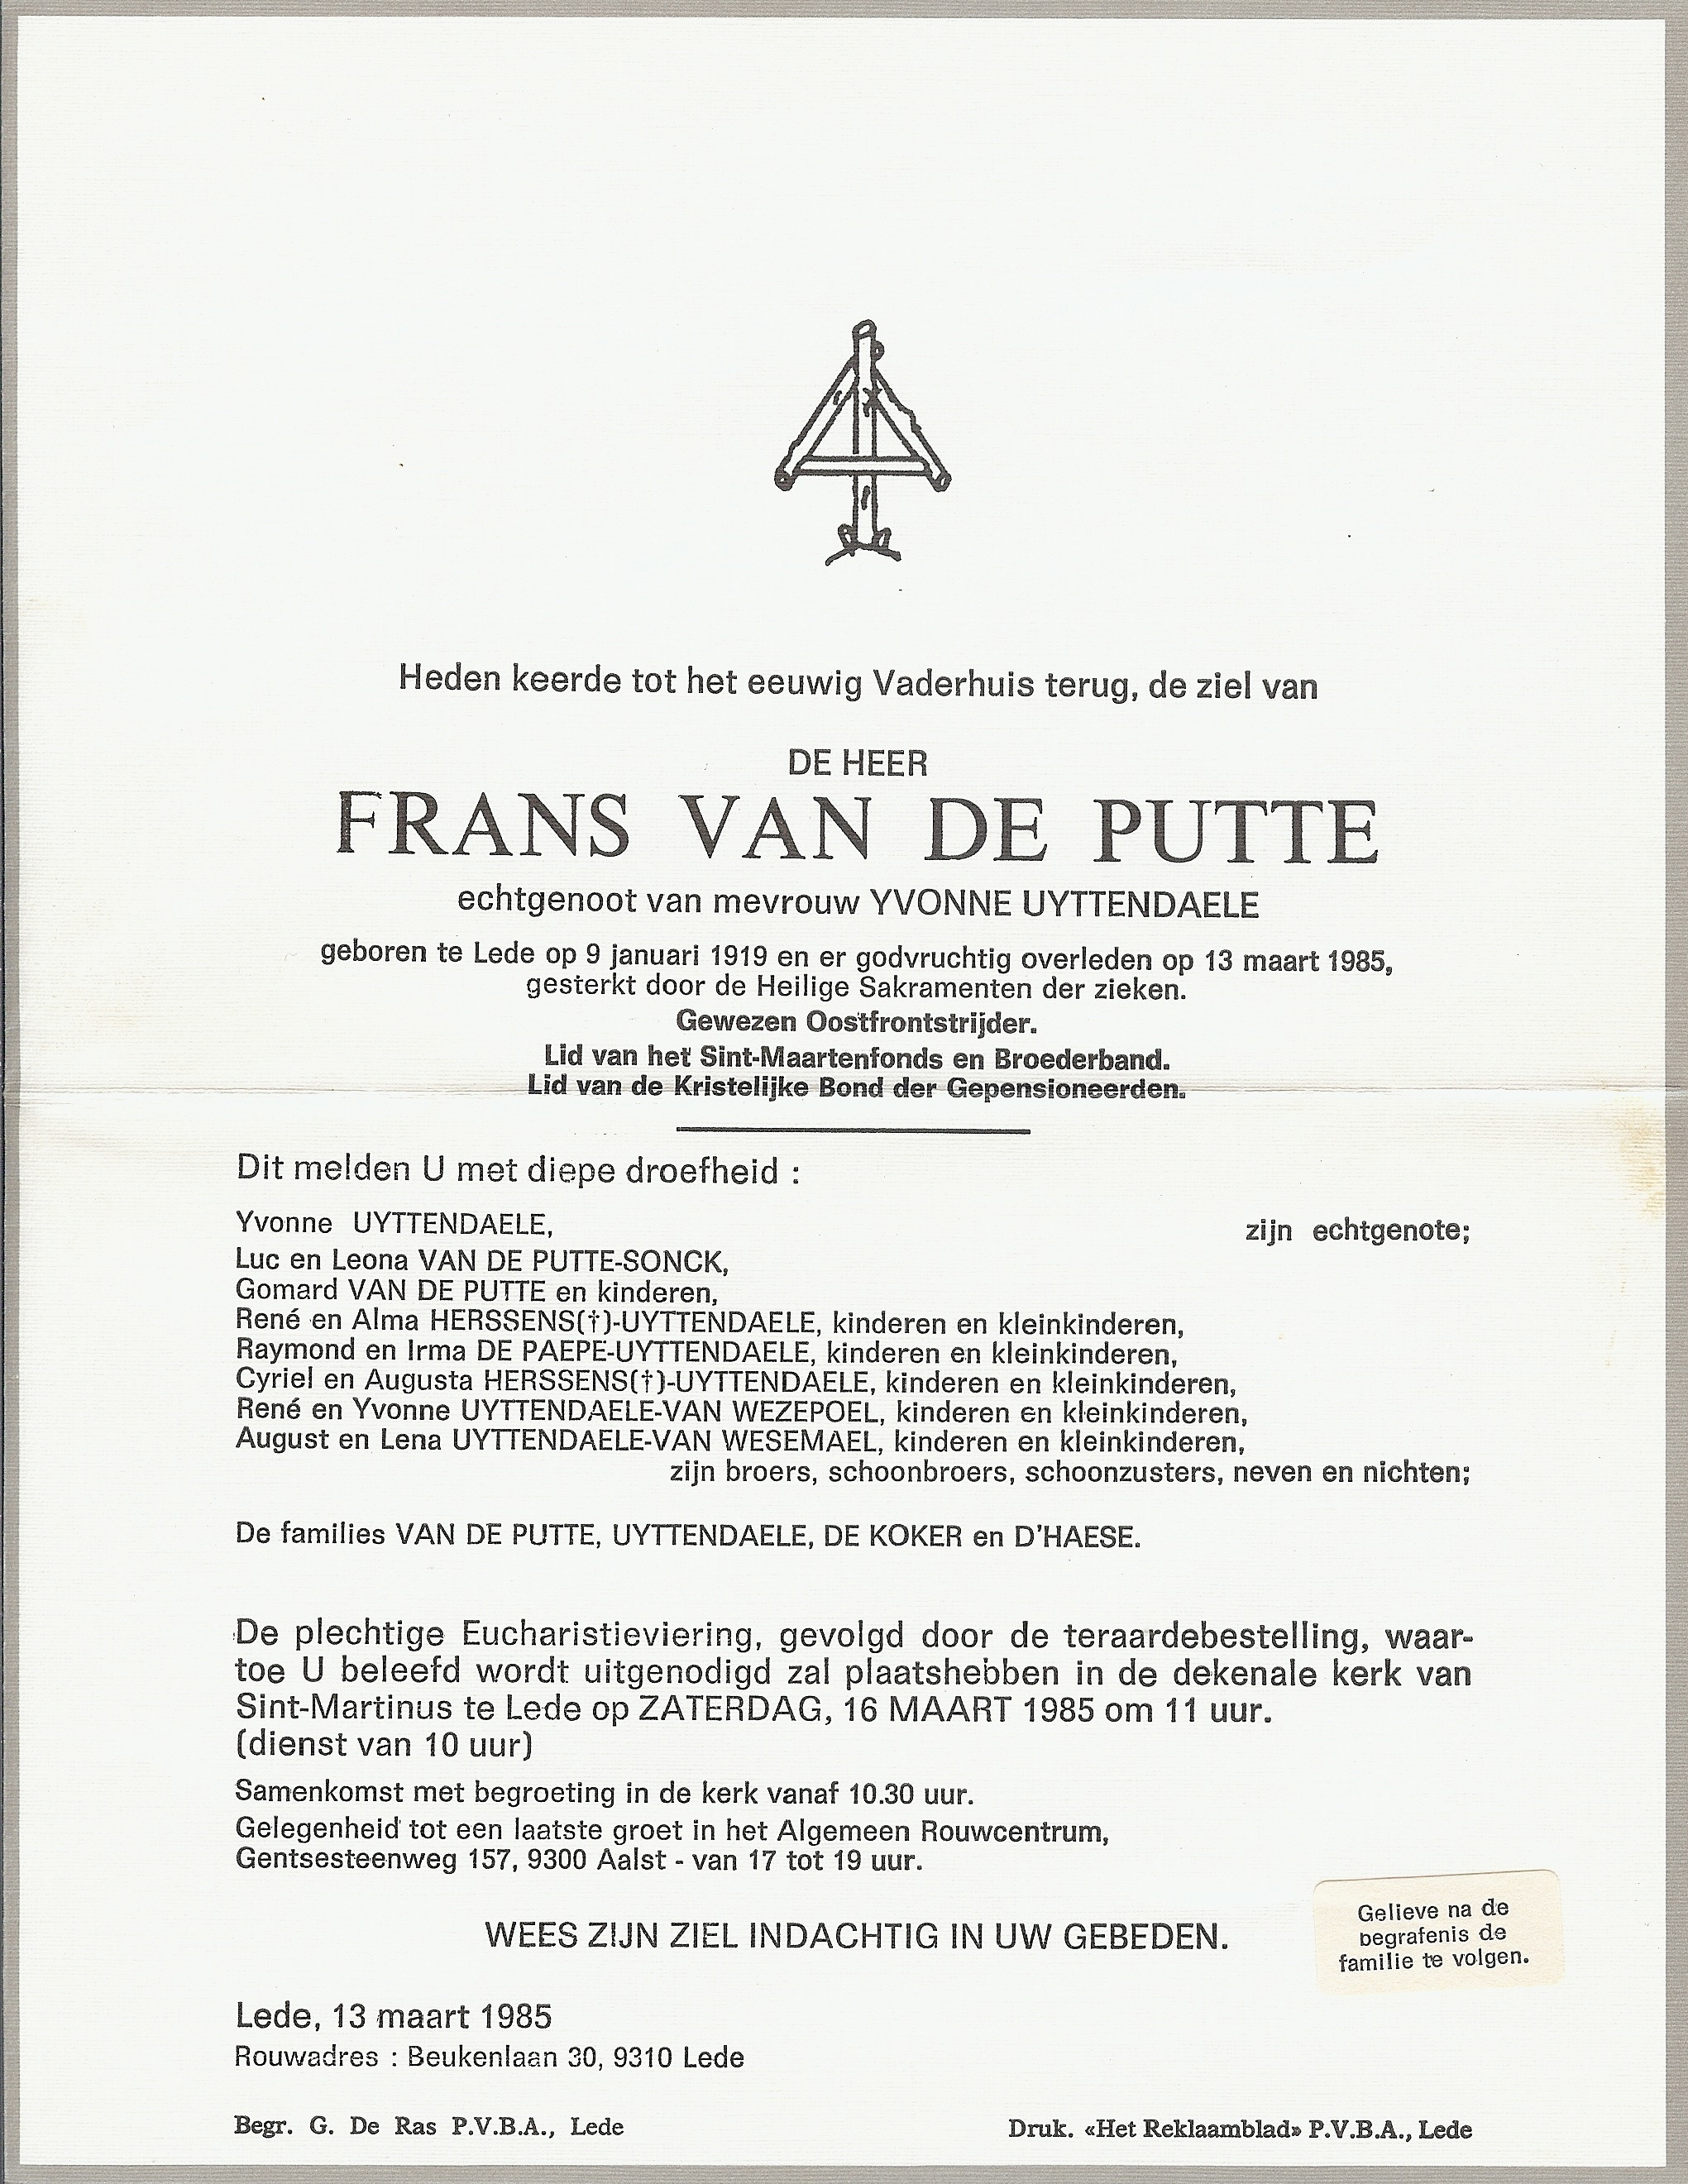 Heden keerde tot het eeuwig Vaderhuis terug, de ziel van
DE HEER
FRANS VAN DE PUTTE
echtgenoot van mevrouw YVONNE UYTTENDAELE
geboren te Lede op 9 januari 1919 en er godvruchtig overleden op 13 maart 1985,
gesterkt door de Heilige Sakramenten der zieken.
Gewezen Oostfrontstrijder.
Lid van het Sint-Maartenfonds en Broederband.
Lid van de Kristelijke Bond der Gepensioneerden.
Dit melden U met diepe droefheid :
Yvonne UYTTENDAELE, zijn echtgenote;
Luc en Leona VAN DE PUTTE-SONCK,
Gomard VAN DE PUTTE en kinderen,
René en Alma HERSSENS(†)-UYTTENDAELE, kinderen en kleinkinderen,
Raymond en Irma DE PAEPE-UYTTENDAELE, kinderen en kleinkinderen,
Cyriel en Augusta HERSSENS(†)-UYTTENDAELE, kinderen en kleinkinderen,
René en Yvonne UYTTENDAELE-VAN WEZEPOEL, kinderen en kleinkinderen,
August en Lena UYTTENDAELE-VAN WESEMAEL, kinderen en kleinkinderen,
zijn broers, schoonbroers, schoonzusters, neven en nichten;
De families VAN DE PUTTE, UYTTENDAELE, DE KOKER en D'HAESE.
De plechtige Eucharistieviering, gevolgd door de teraardebestelling, waar-
toe U beleefd wordt uitgenodigd zal plaatshebben in de dekenale kerk van
Sint-Martinus te Lede op ZATERDAG, 16 MAART 1985 om 11 uur.
(dienst van 10 uur)
Samenkomst met begroeting in de kerk vanaf 10.30 uur.
Gelegenheid tot een laatste groet in het Algemeen Rouwcentrum,
Gentsesteenweg 157, 9300 Aalst - van 17 tot 19 uur.
Gelieve na de
begrafenis de
familie te volgen.
WEES ZIJN ZIEL INDACHTIG IN UW GEBEDEN.
Lede, 13 maart 1985
Rouwadres : Beukenlaan 30, 9310 Lede
Begr. G. De Ras P.V.B.A., Lede
Druk. «Het Reklaamblad» P.V.B.A., Lede